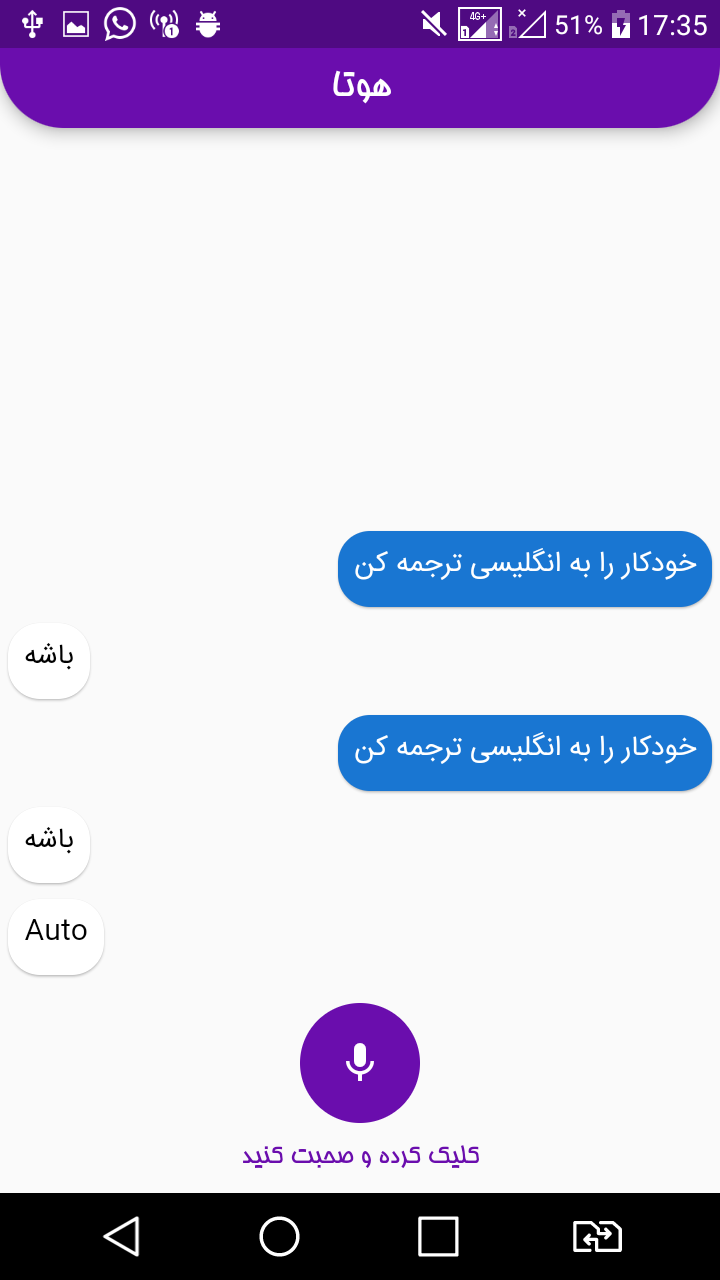 4G+ 51% 17:35
هوتا
خودکار را به انگلیسی ترجمه کن
باشه
خودکار را به انگلیسی ترجمه کن
باشه
Auto
کلیک کرده و صحبت کنید